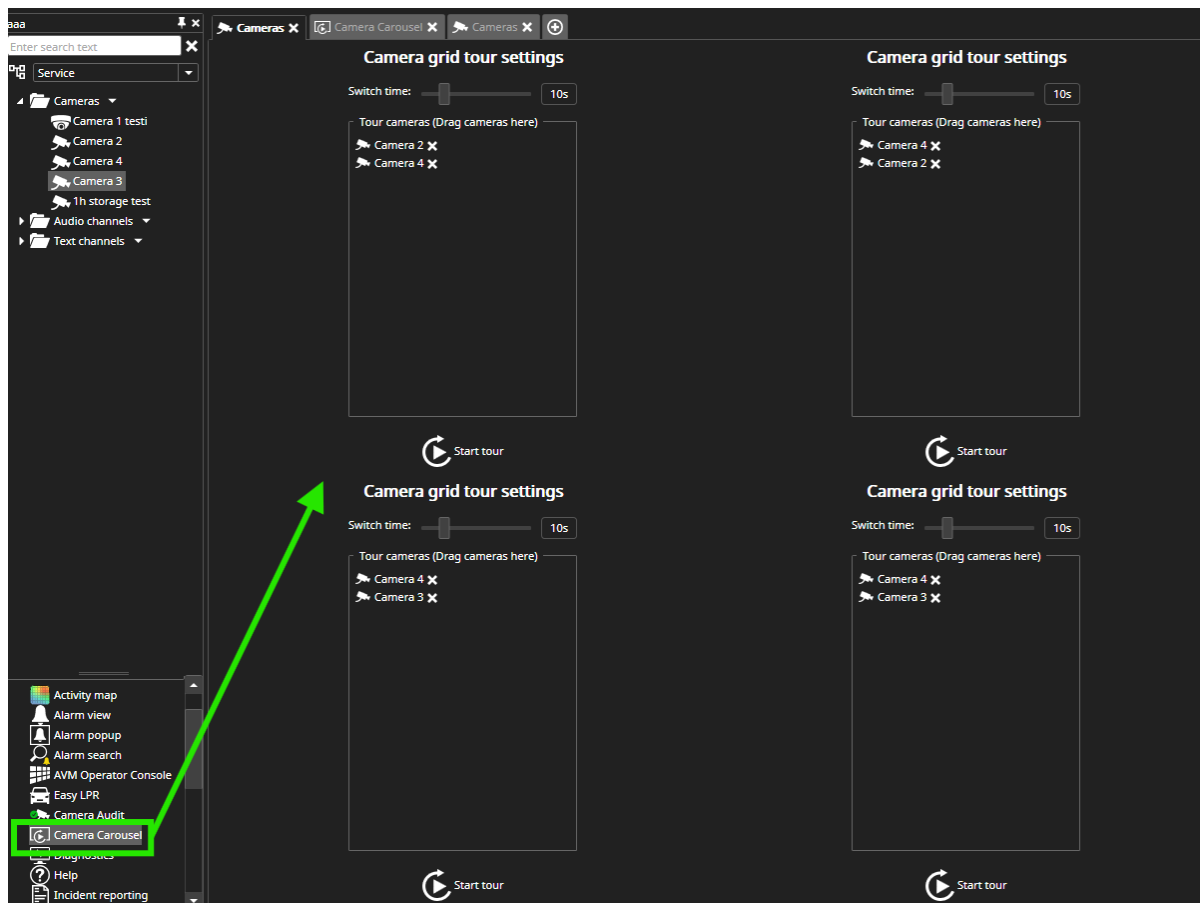 aaa
Enter search text
Service
Cameras
Camera 1 testi
Camera 2
Camera 4
Camera 3
1h storage test
Audio channels
Text channels
Activity map
Alarm view
Alarm popup
Alarm search
AVM Operator Console
Easy LPR
Camera Audit
Camera Carousel
Diagnostics
Help
Incident reporting
Cameras
Camera Carousel
Cameras
Camera grid tour settings
Switch time:
10s
Tour cameras (Drag cameras here)
Camera 2
Camera 4
Start tour
Camera grid tour settings
Switch time:
10s
Tour cameras (Drag cameras here)
Camera 4
Camera 2
Start tour
Camera grid tour settings
Switch time:
10s
Tour cameras (Drag cameras here)
Camera 4
Camera 3
Start tour
Camera grid tour settings
Switch time:
10s
Tour cameras (Drag cameras here)
Camera 4
Camera 3
Start tour